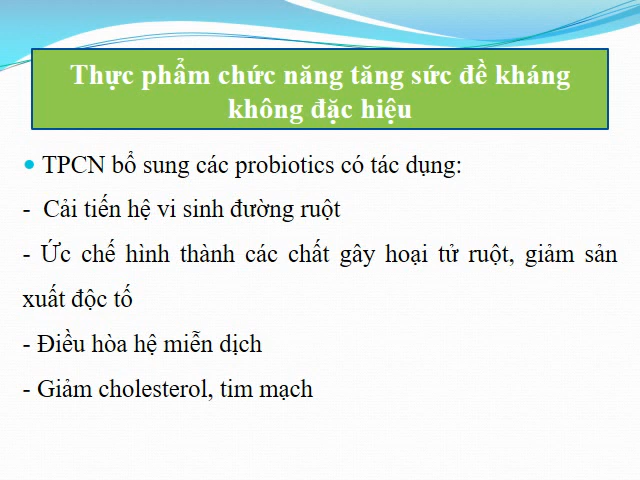 Thực phẩm chức năng tăng sức đề kháng
không đặc hiệu
• TPCN bổ sung các probiotics có tác dụng:
- Cải tiến hệ vi sinh đường ruột
- Ức chế hình thành các chất gây hoại tử ruột, giảm sản
xuất độc tố
- Điều hòa hệ miễn dịch
- Giảm cholesterol, tim mạch